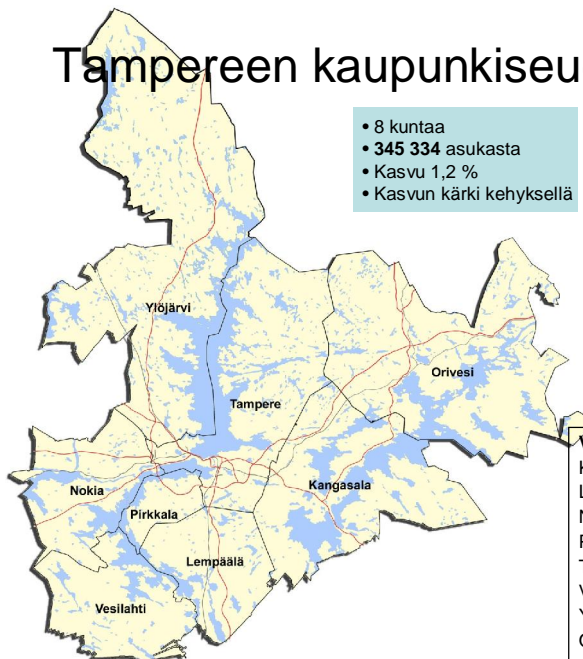 Tampereen kaupunkiseu
• 8 kuntaa
• 345 334 asukasta
• Kasvu 1,2 %
• Kasvun kärki kehyksellä
Ylöjärvi
Orivesi
Tampere
Kangasala
Nokia
Pirkkala
Lempäälä
Vesilahti